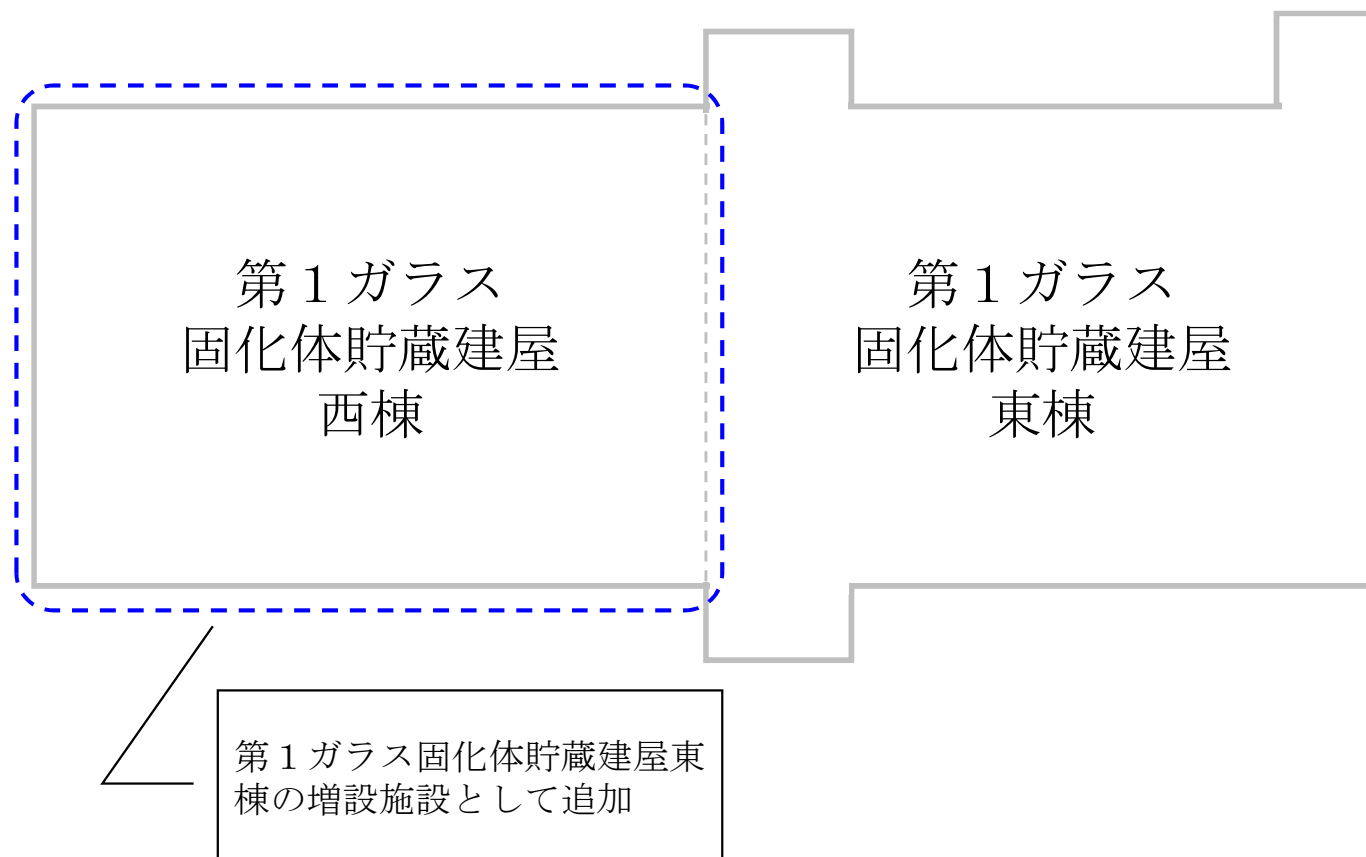 第１ガラス
固化体貯蔵建屋
西棟
第１ガラス
固化体貯蔵建屋
東棟
第１ガラス固化体貯蔵建屋東
棟の増設施設として追加